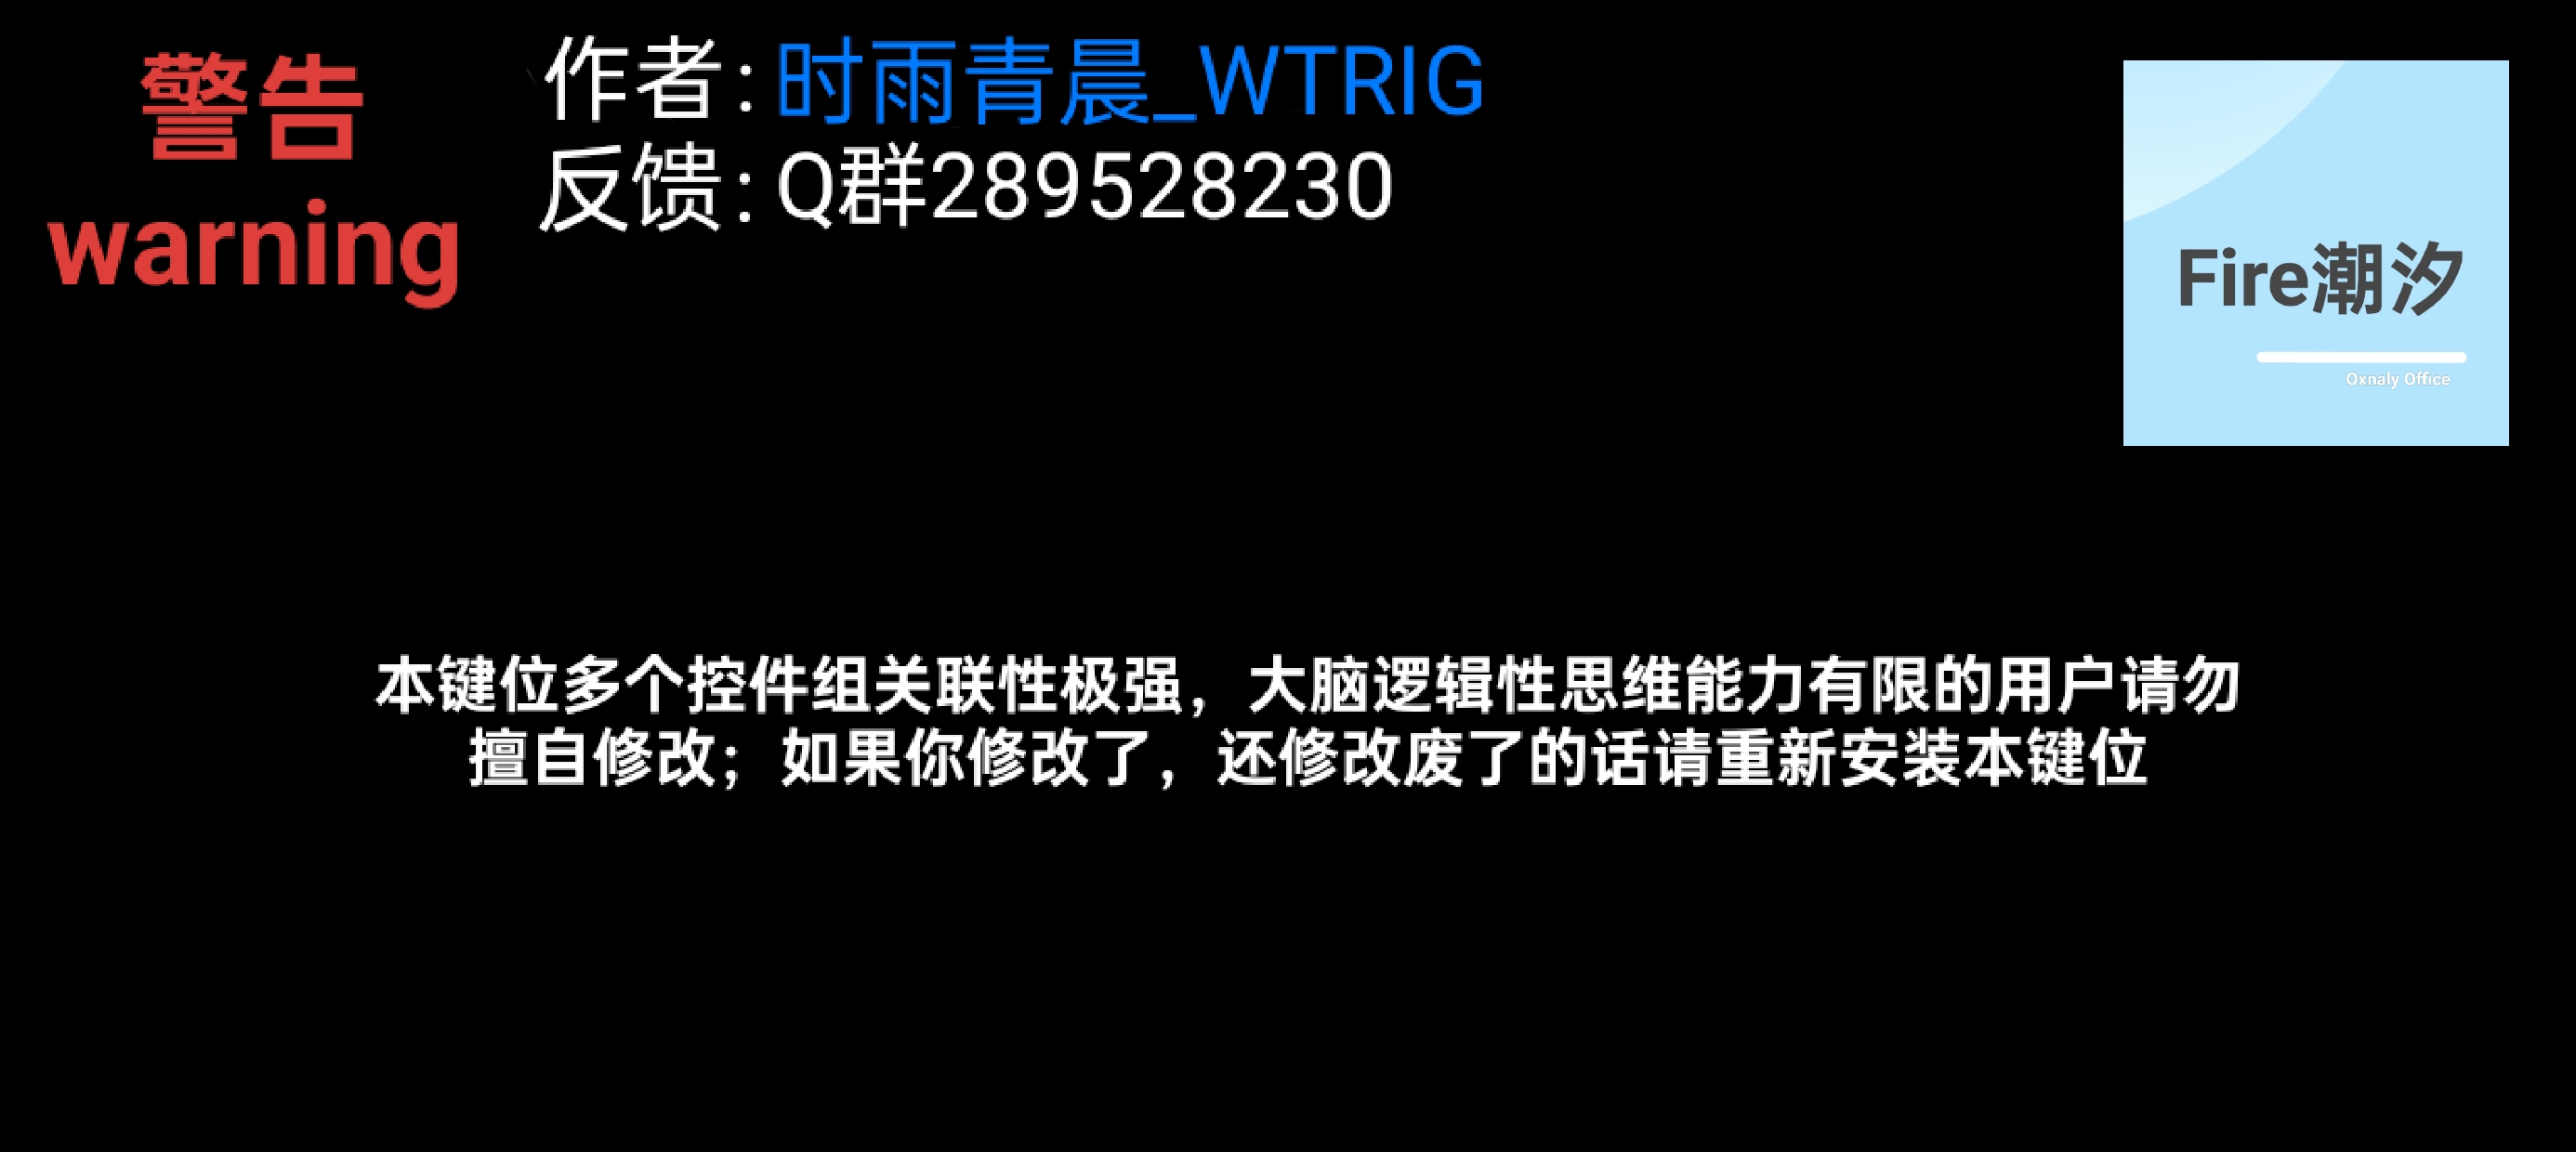 警告
warning
作者:时雨青晨_WTRIG
反馈:Q群289528230
Fire潮汐
Oxnaly Office
本键位多个控件组关联性极强，大脑逻辑性思维能力有限的用户请勿
擅自修改；如果你修改了，还修改废了的话请重新安装本键位